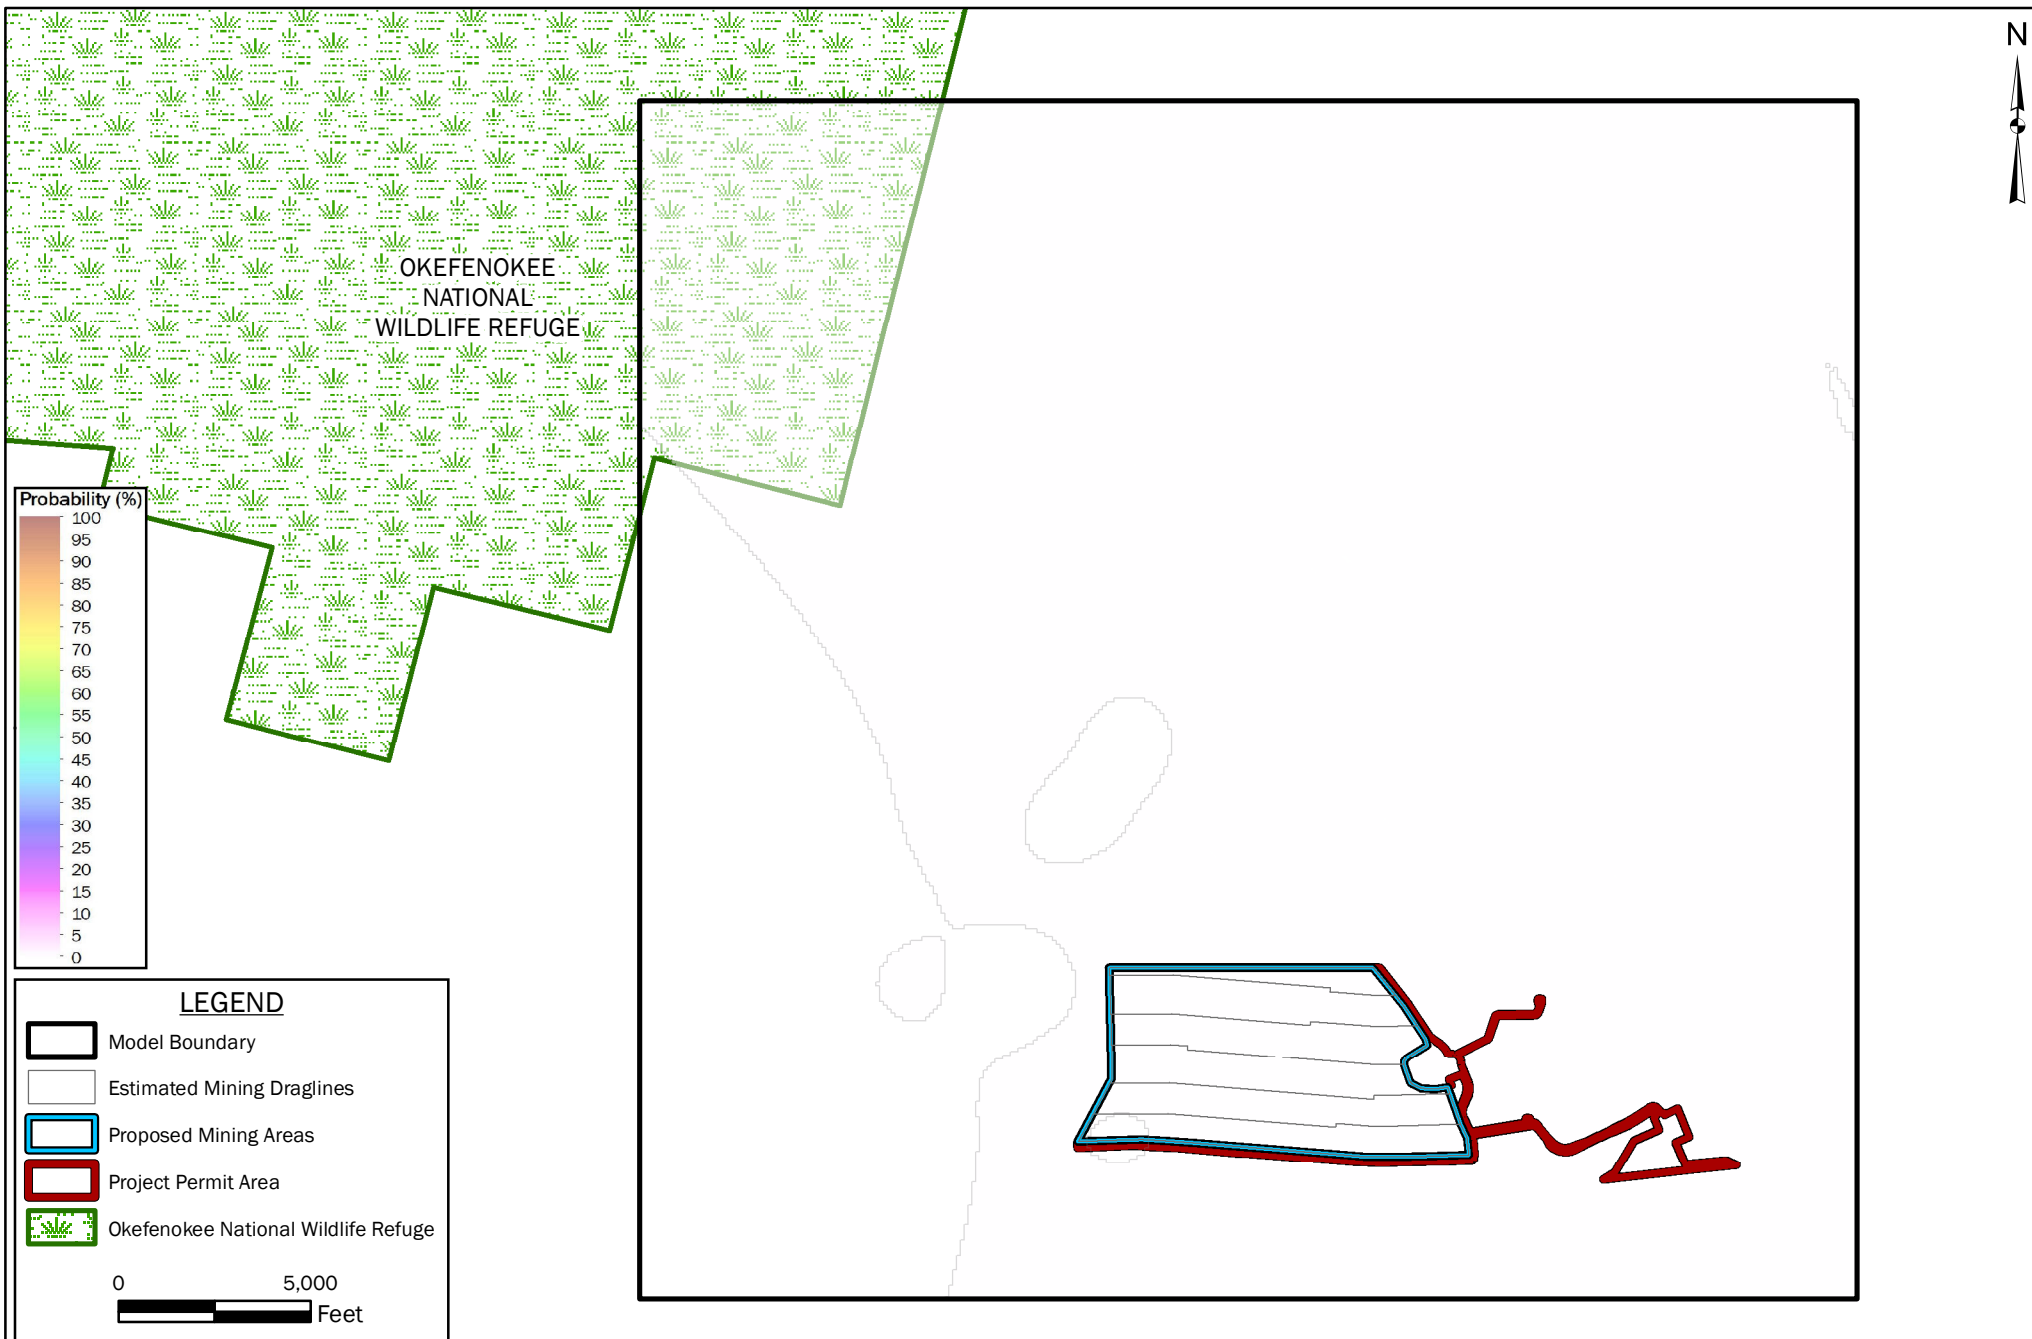 N
OKEFENOKEE
NATIONAL
WILDLIFE REFUGE
Probability (%)
100
95
90
85
80
75
70
65
60
55
50
45
40
35
30
25
20
15
10
5
0
LEGEND
Model Boundary
Estimated Mining Draglines
Proposed Mining Areas
Project Permit Area
Okefenokee National Wildlife Refuge
0 5,000
Feet